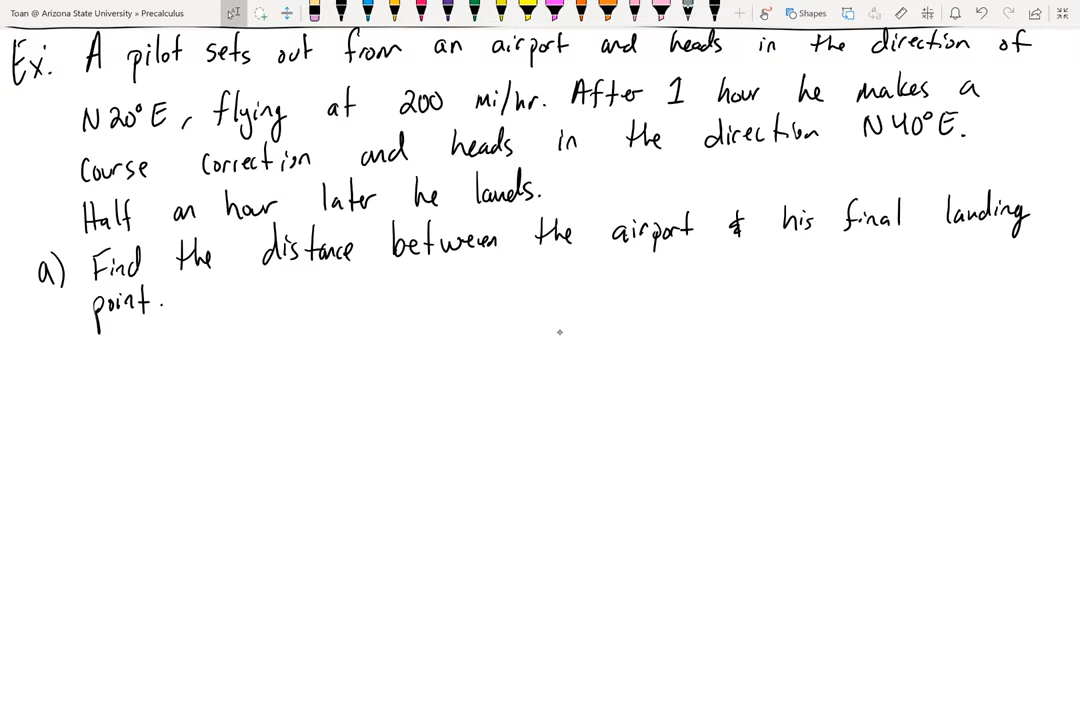 Toan @ Arizona State University » Precalculus
Shapes
Ex: A pilot sets out from an airport and heads in the direction of
N20°E, flying at 200 mi/hr. After 1 hour he makes a
Course Correction and heads in the direction N40°E.
Half an hour later he lands.
a) Find the distance between the airport & his final landing
point.